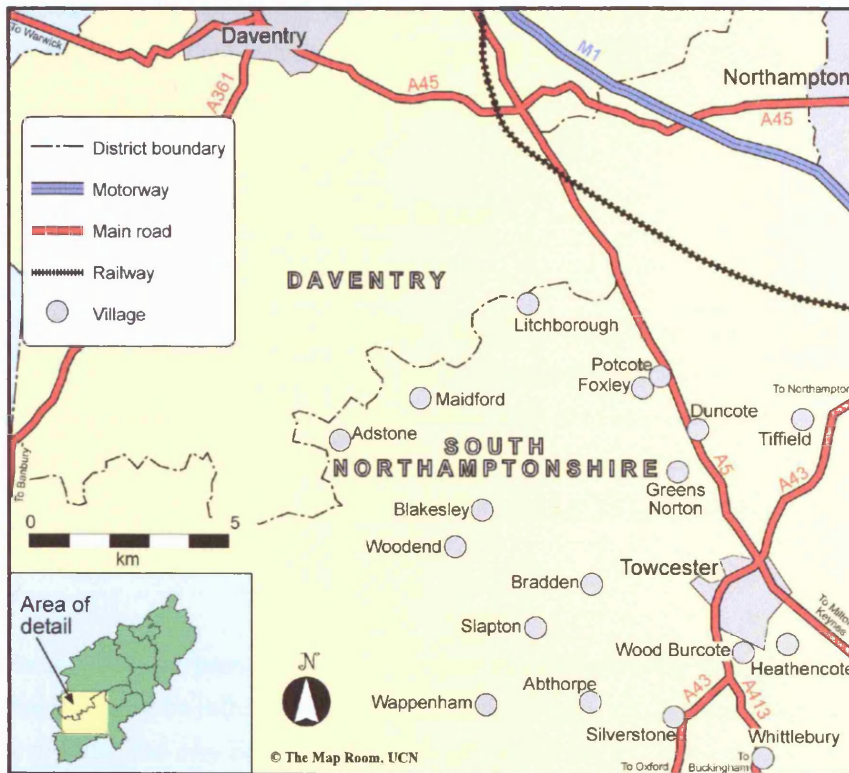 To Warwick
Daventry
M1
Northampton
A361
A45
A45
District boundary
Motorway
Main road
Railway
Village
DAVENTRY
Litchborough
Potcote
Foxley
To Northampton
Maidford
Duncote
Tiffield
Adstone
SOUTH
NORTHAMPTONSHIRE
A5
A43
To Banbury
Greens
Norton
0 5
km
Blakesley
Woodend
Bradden
Towcester
To Milton
Keynes
Area of
detail
Slapton
Wood Burcote
Heathencote
N
Wappenham
Abthorpe
A43
A413
Silverstone
Whittlebury
© The Map Room. UCN
To Oxford
To
Buckingham